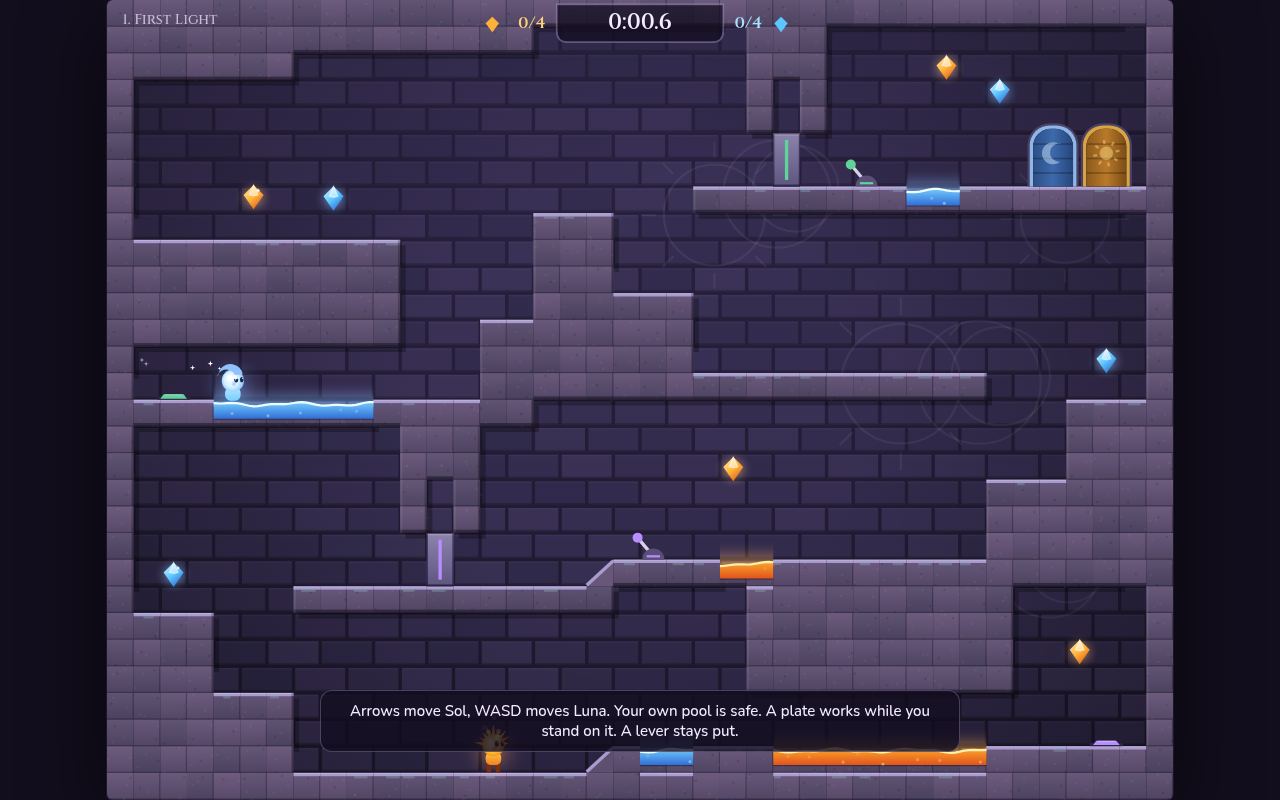 1. First Light
0/4
0:00.6
0/4
Arrows move Sol, WASD moves Luna. Your own pool is safe. A plate works while you
stand on it. A lever stays put.